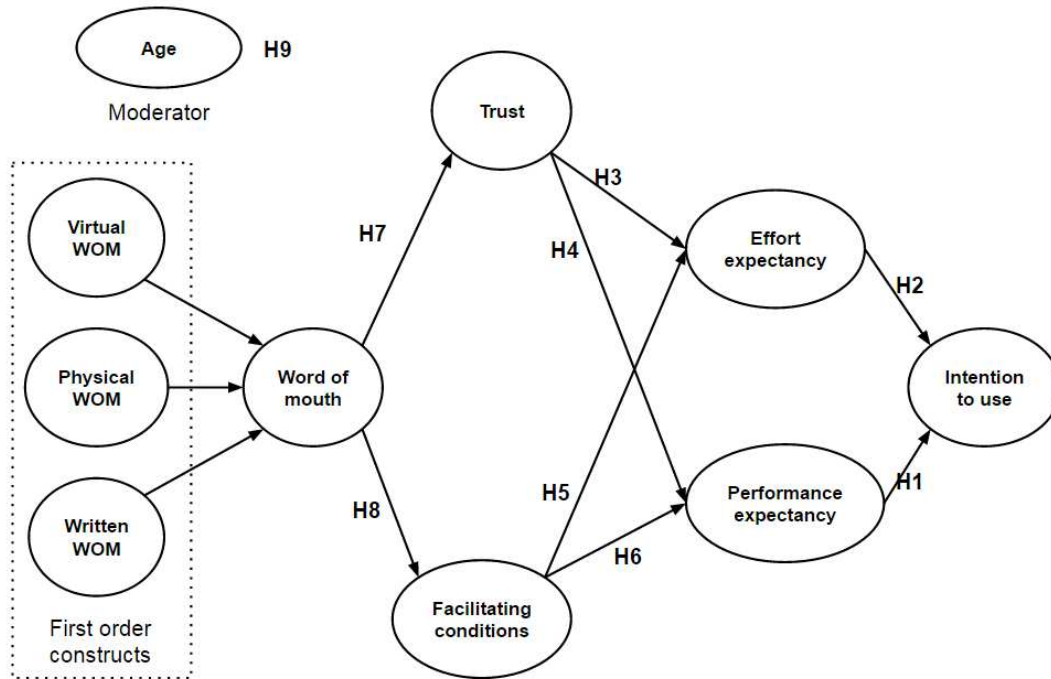 Age
H9
Moderator
Trust
Virtual
WOM
H7
H3
H4
Effort
expectancy
H2
Physical
WOM
Word of
mouth
Intention
to use
Written
WOM
H8
H5
H6
Performance
expectancy
H1
Facilitating
conditions
First order
constructs